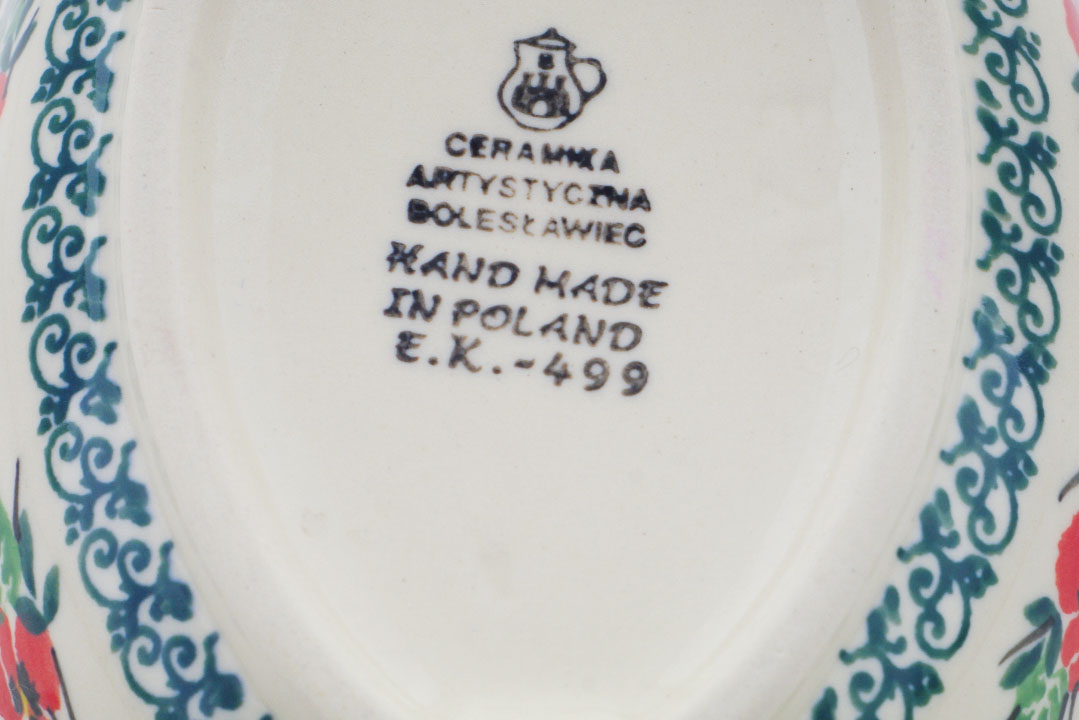 CERAMIKA
ARTYSTYCZNA
BOLESŁAWIEC
HAND MADE
IN POLAND
E.K.-499